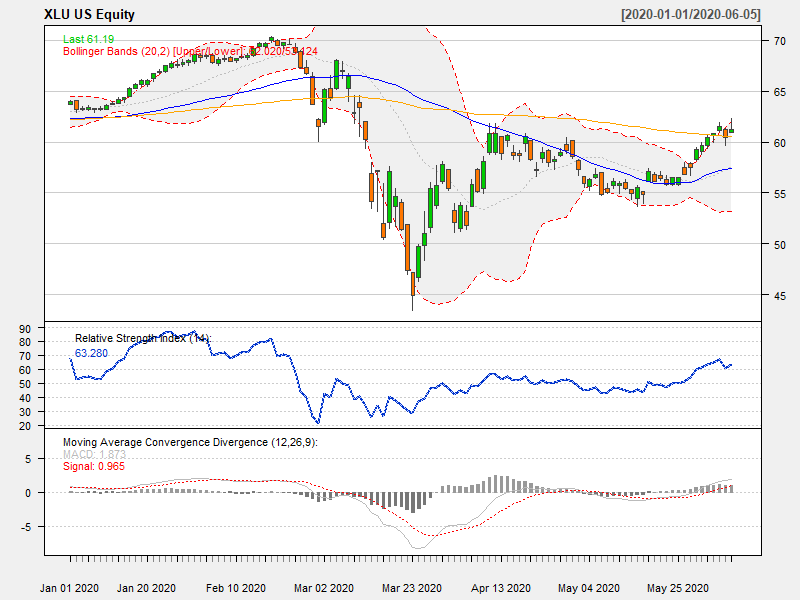 XLU US Equity [2020-01-01/2020-06-05]
Last 61.19
Bollinger Bands (20,2) [Upper/Lower]: 62.020/53.124
70
65
60
55
50
45
Relative Strength Index (14):
63.280
90
80
70
60
50
40
30
20
Moving Average Convergence Divergence (12,26,9):
MACD: 1.873
Signal: 0.965
5
0
-5
Jan 01 2020 Jan 20 2020 Feb 10 2020 Mar 02 2020 Mar 23 2020 Apr 13 2020 May 04 2020 May 25 2020